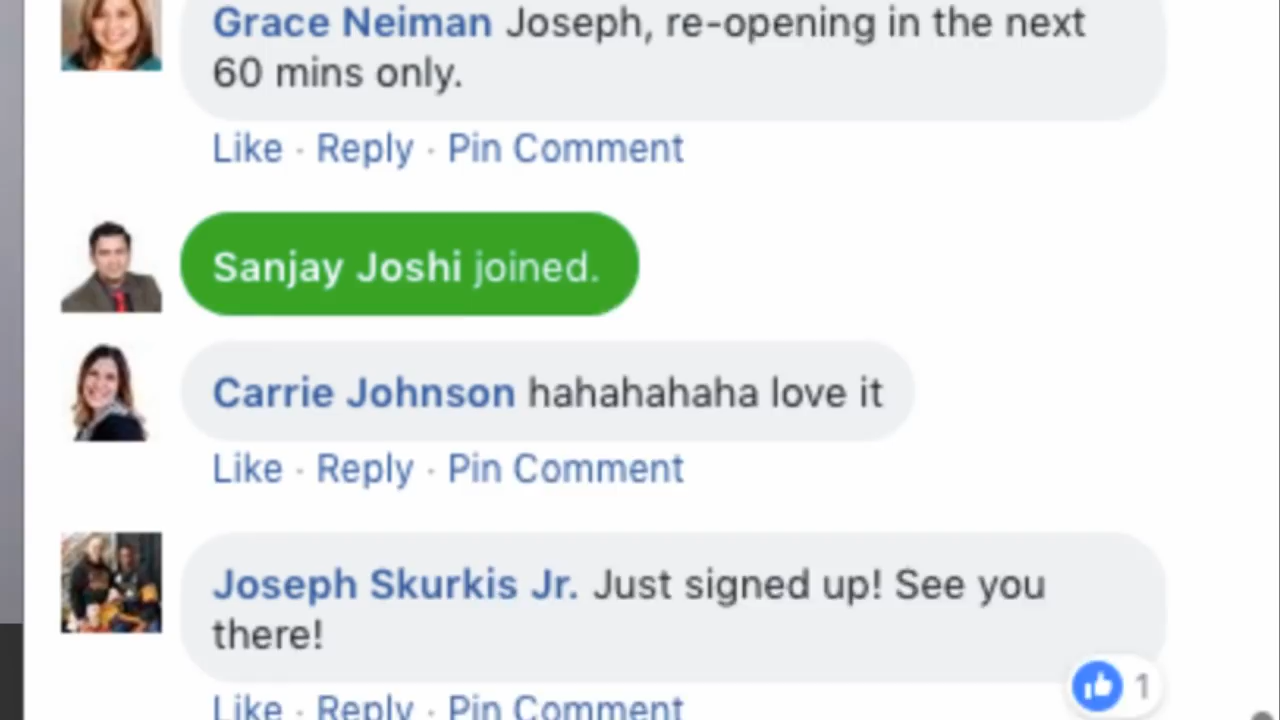 Grace Neiman Joseph, re-opening in the next
60 mins only.
Like · Reply · Pin Comment
Sanjay Joshi joined.
Carrie Johnson hahahahaha love it
Like · Reply · Pin Comment
Joseph Skurkis Jr. Just signed up! See you
there!
1
Like · Reply · Pin Comment